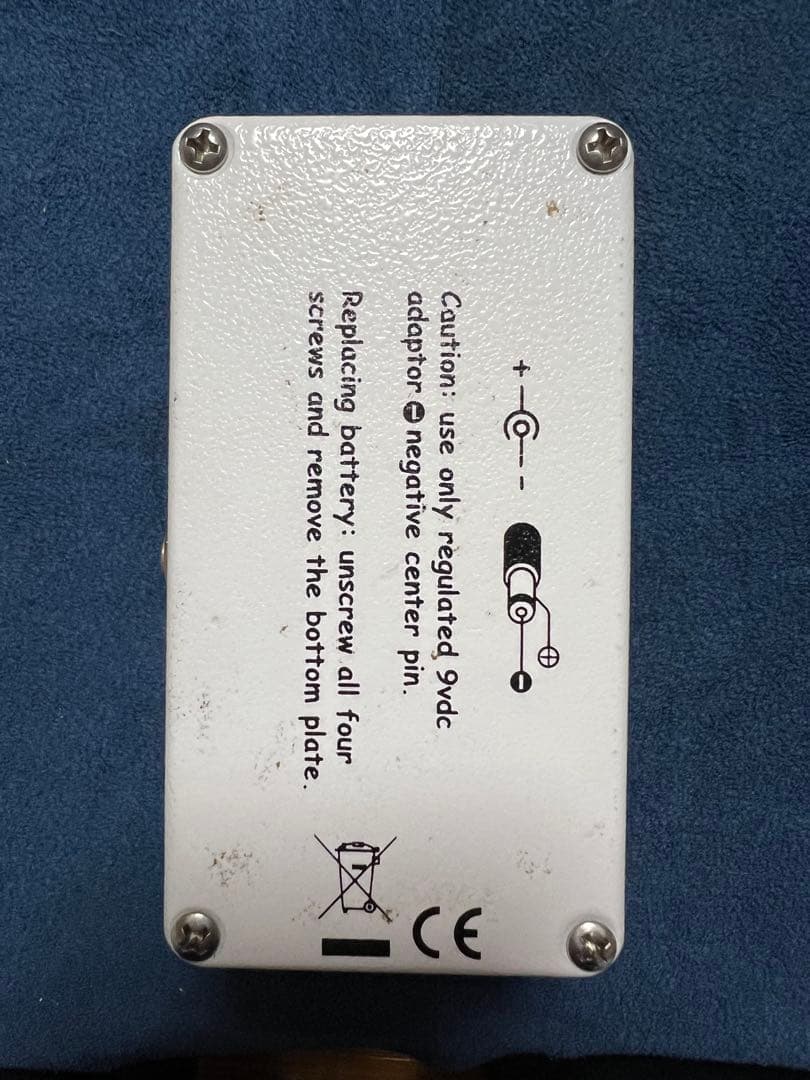 + -
+
-
Caution: use only regulated 9vdc
adaptor - negative center pin.
Replacing battery: unscrew all four
screws and remove the bottom plate.
CE